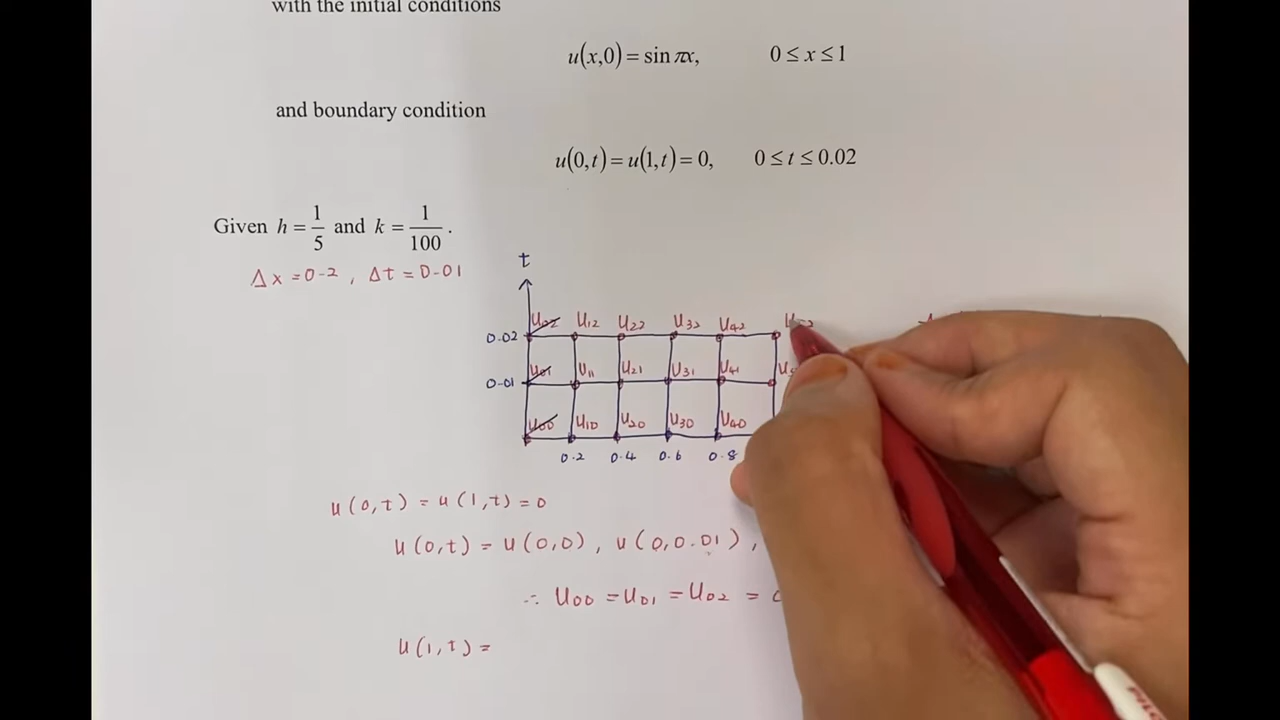 with the initial conditions
u(x,0) = sin πx, 0 ≤ x ≤ 1
and boundary condition
u(0,t) = u(1,t) = 0, 0 ≤ t ≤ 0.02
Given h = 1/5 and k = 1/100.
Δx = 0.2, Δt = 0.01
t
U02 U12 U22 U32 U42
0.02
U01 U11 U21 U31 U41
0.01
U00 U10 U20 U30 U40
0.2 0.4 0.6 0.8
u(0,t) = u(1,t) = 0
u(0,t) = u(0,0), u(0,0.01),
∴ U00 = U01 = U02 =
u(1,t) =